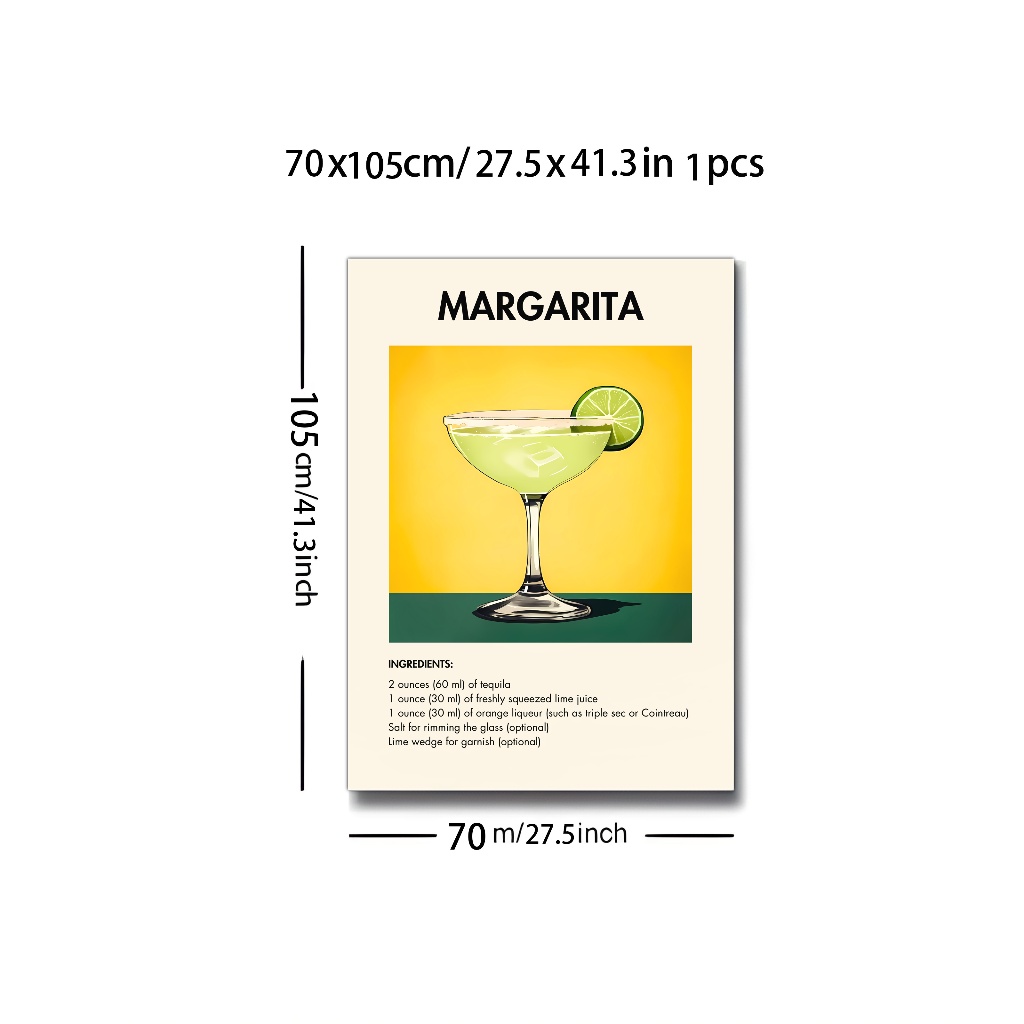 70x105cm/27.5x41.3in 1pcs
MARGARITA
105cm/41.3inch
INGREDIENTS:
2 ounces (60 ml) of tequila
1 ounce (30 ml) of freshly squeezed lime juice
1 ounce (30 ml) of orange liqueur (such as triple sec or Cointreau)
Salt for rimming the glass (optional)
Lime wedge for garnish (optional)
70 m/27.5inch